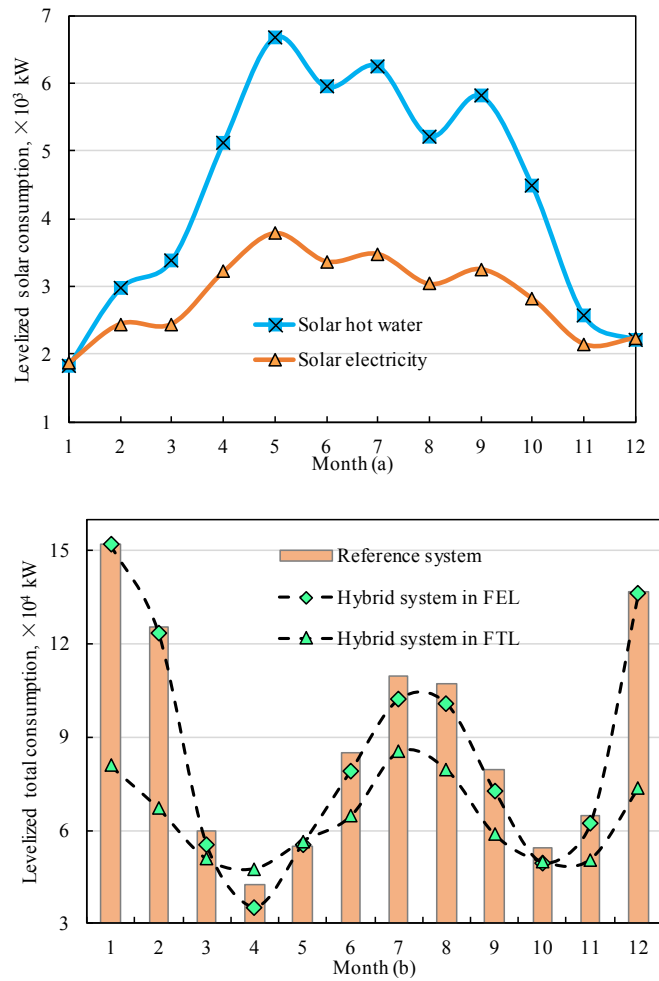 Levelized solar consumption, ×10³ kW
7
6
5
4
3
2
1
Solar hot water
Solar electricity
1 2 3 4 5 6 7 8 9 10 11 12
Month (a)
Levelized total consumption, ×10⁴ kW
15
12
9
6
3
Reference system
Hybrid system in FEL
Hybrid system in FTL
1 2 3 4 5 6 7 8 9 10 11 12
Month (b)